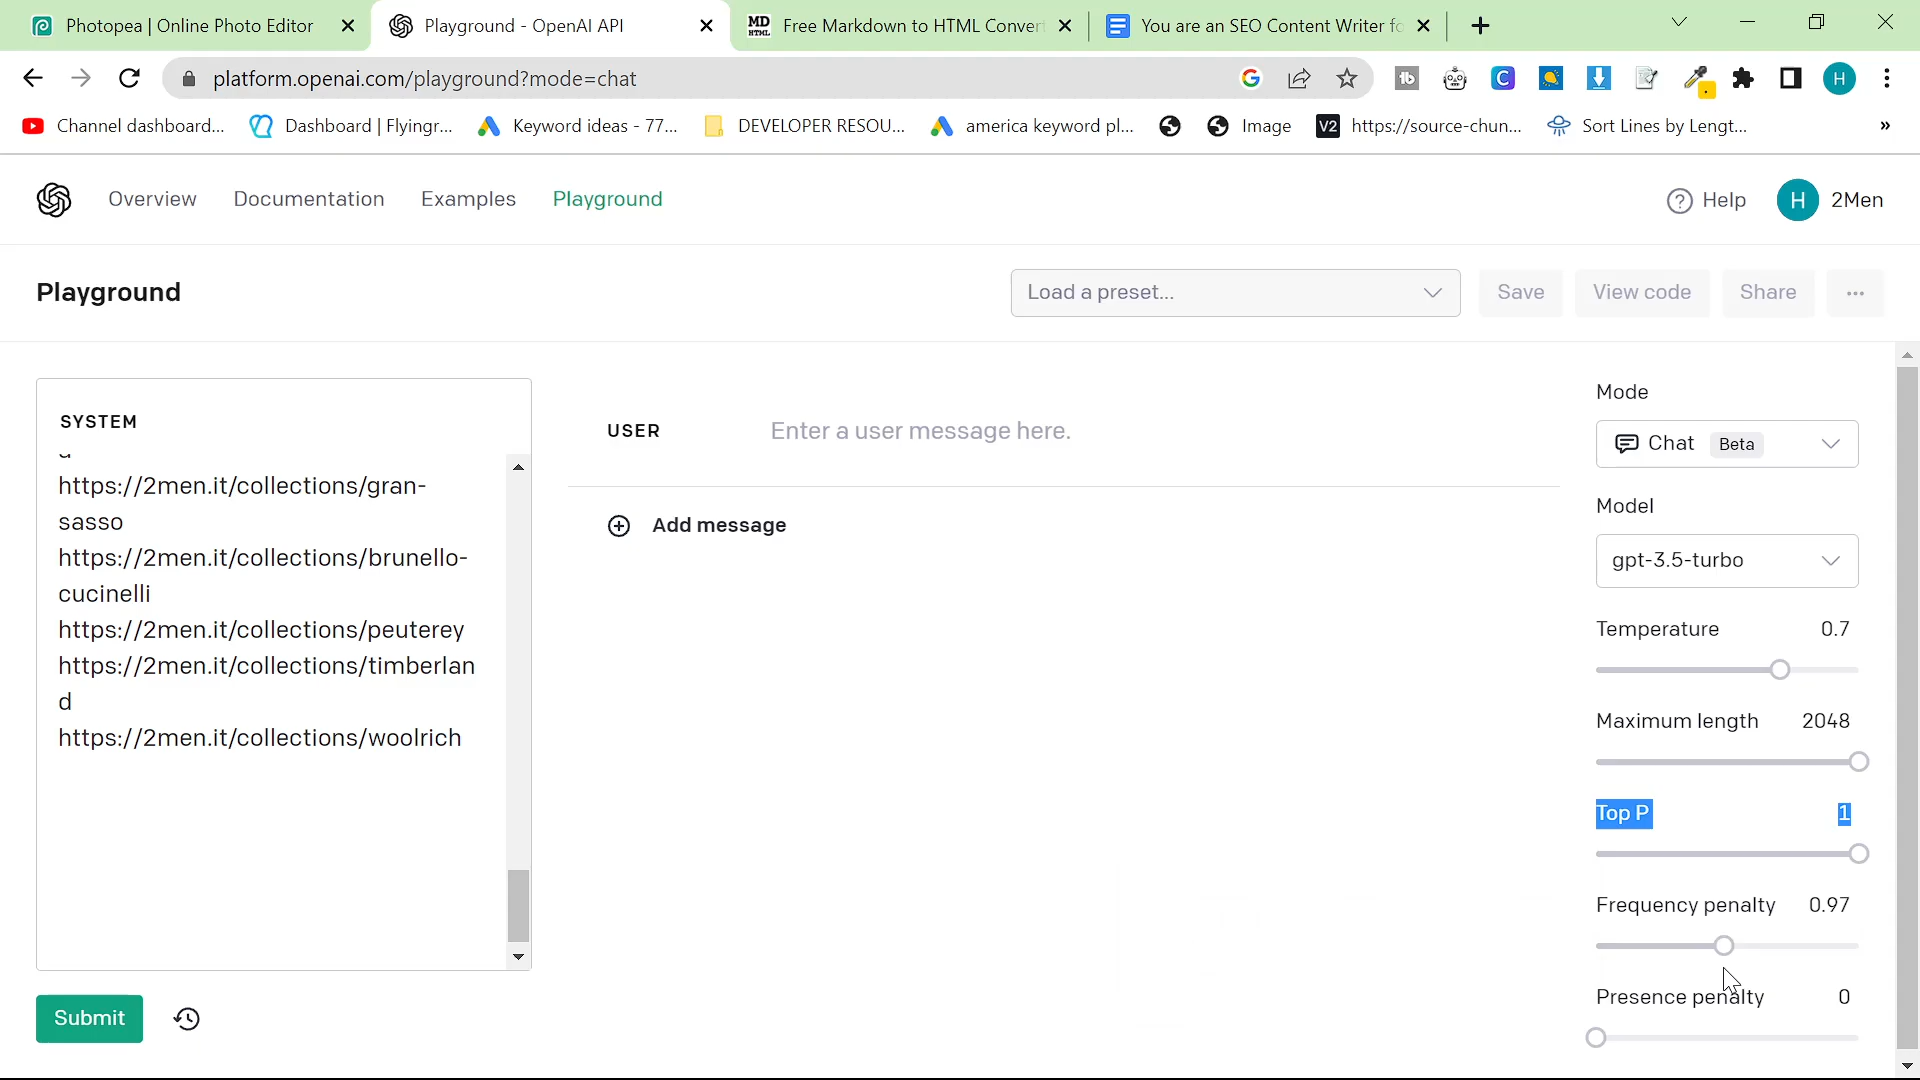 Photopea | Online Photo Editor
Playground - OpenAI API
MD HTML Free Markdown to HTML Convert
You are an SEO Content Writer fo
platform.openai.com/playground?mode=chat
Channel dashboard...
Dashboard | Flyingr...
Keyword ideas - 77...
DEVELOPER RESOU...
america keyword pl...
Image
V2 https://source-chun...
Sort Lines by Lengt...
»
Overview
Documentation
Examples
Playground
Help
H
2Men
Playground
Load a preset...
Save
View code
Share
...
SYSTEM
https://2men.it/collections/gran-
sasso
https://2men.it/collections/brunello-
cucinelli
https://2men.it/collections/peuterey
https://2men.it/collections/timberlan
d
https://2men.it/collections/woolrich
Submit
USER
Enter a user message here.
Add message
Mode
Chat Beta
Model
gpt-3.5-turbo
Temperature 0.7
Maximum length 2048
Top P 1
Frequency penalty 0.97
Presence penalty 0